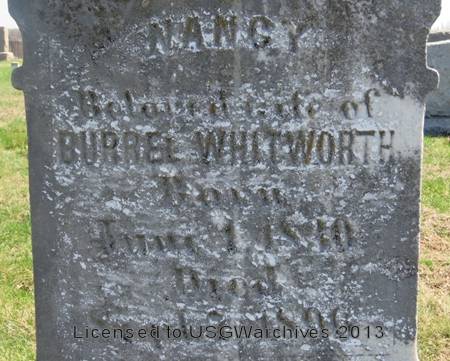 NANCY
Beloved wife of
BURREL WHITWORTH
Born
June 1 1840
Died
Licensed to USGWarchives 2013